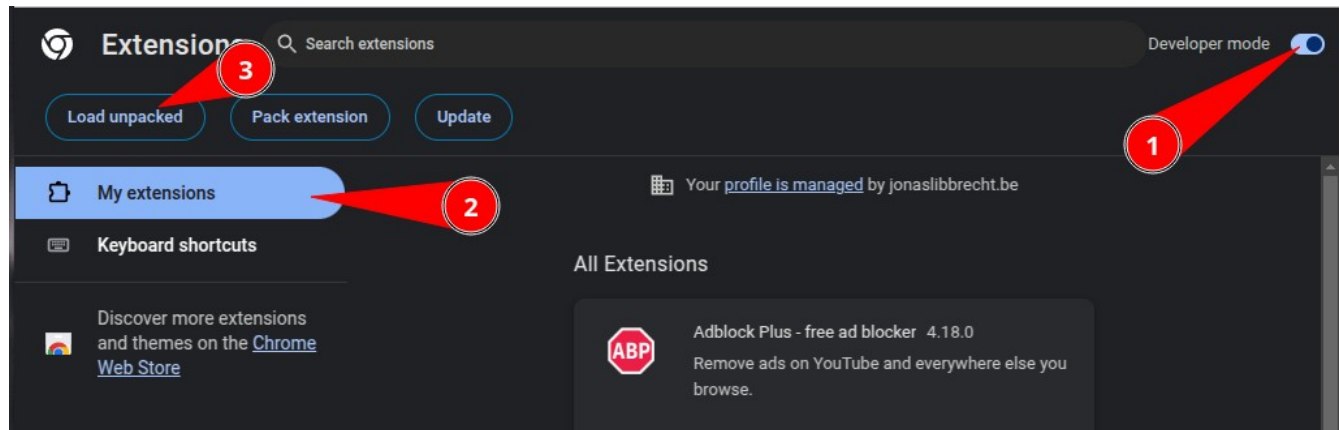 Extensions
Search extensions
Developer mode
3
1
Load unpacked
Pack extension
Update
My extensions
2
Your profile is managed by jonaslibbrecht.be
Keyboard shortcuts
All Extensions
Discover more extensions
and themes on the Chrome
Web Store
ABP
Adblock Plus - free ad blocker 4.18.0
Remove ads on YouTube and everywhere else you
browse.